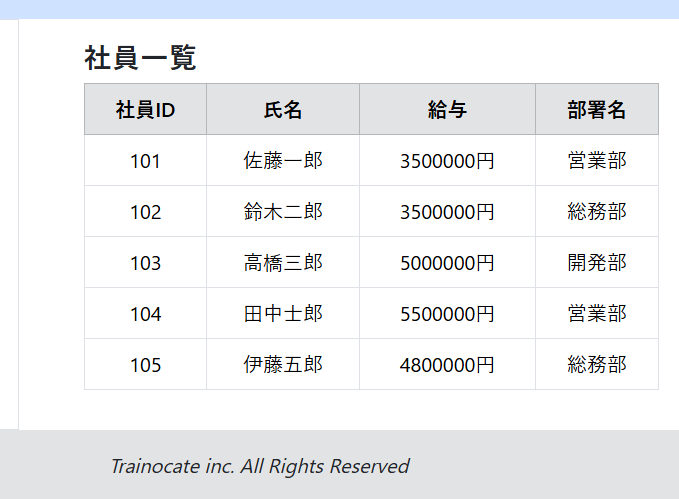 社員一覧
社員ID 氏名 給与 部署名
101 佐藤一郎 3500000円 営業部
102 鈴木二郎 3500000円 総務部
103 高橋三郎 5000000円 開発部
104 田中士郎 5500000円 営業部
105 伊藤五郎 4800000円 総務部
Trainocate inc. All Rights Reserved